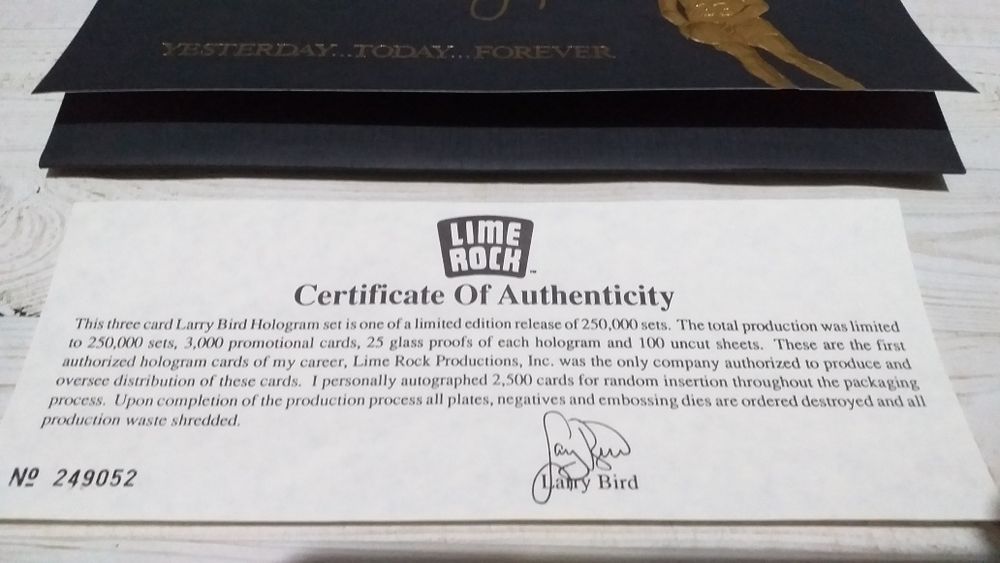 YESTERDAY...TODAY...FOREVER
LIME
ROCK™
Certificate Of Authenticity
This three card Larry Bird Hologram set is one of a limited edition release of 250,000 sets. The total production was limited
to 250,000 sets, 3,000 promotional cards, 25 glass proofs of each hologram and 100 uncut sheets. These are the first
authorized hologram cards of my career, Lime Rock Productions, Inc. was the only company authorized to produce and
oversee distribution of these cards. I personally autographed 2,500 cards for random insertion throughout the packaging
process. Upon completion of the production process all plates, negatives and embossing dies are ordered destroyed and all
production waste shredded.
Larry Bird
Nº 249052
Larry Bird